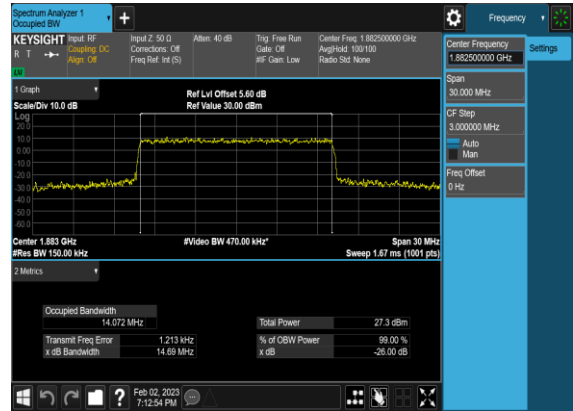 Spectrum Analyzer 1
Occupied BW
+
Frequency
KEYSIGHT
R T
LU
Input: RF
Coupling: DC
Align: Off
Input Z: 50 Ω
Corrections: Off
Freq Ref: Int (S)
Atten: 40 dB
Trig: Free Run
Gate: Off
#IF Gain: Low
Center Freq: 1.882500000 GHz
Avg|Hold: 100/100
Radio Std: None
Center Frequency
1.882500000 GHz
Settings
Span
30.000 MHz
CF Step
3.000000 MHz
Auto
Man
Freq Offset
0 Hz
1 Graph
Scale/Div 10.0 dB
Ref Lvl Offset 5.60 dB
Ref Value 30.00 dBm
Log
20.0
10.0
0.00
-10.0
-20.0
-30.0
-40.0
-50.0
-60.0
Center 1.883 GHz
#Res BW 150.00 kHz
#Video BW 470.00 kHz*
Span 30 MHz
Sweep 1.67 ms (1001 pts)
2 Metrics
Occupied Bandwidth
14.072 MHz
Total Power 27.3 dBm
Transmit Freq Error 1.213 kHz
% of OBW Power 99.00 %
x dB Bandwidth 14.69 MHz
x dB -26.00 dB
?
Feb 02, 2023
7:12:54 PM